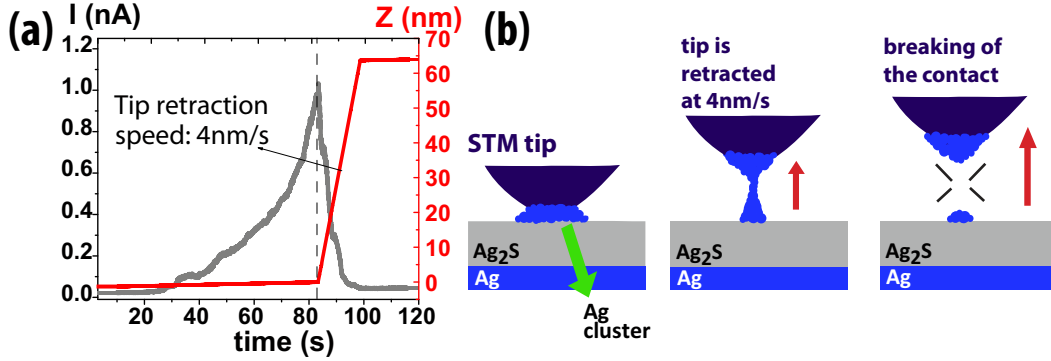 (a)
I (nA)
Z (nm)
1.2
1.0
0.8
0.6
0.4
0.2
0.0
Tip retraction
speed: 4nm/s
70
60
50
40
30
20
10
0
0
20
40
60
80
100
120
time (s)
(b)
STM tip
Ag₂S
Ag
Ag
cluster
tip is
retracted
at 4nm/s
Ag₂S
Ag
breaking of
the contact
Ag₂S
Ag